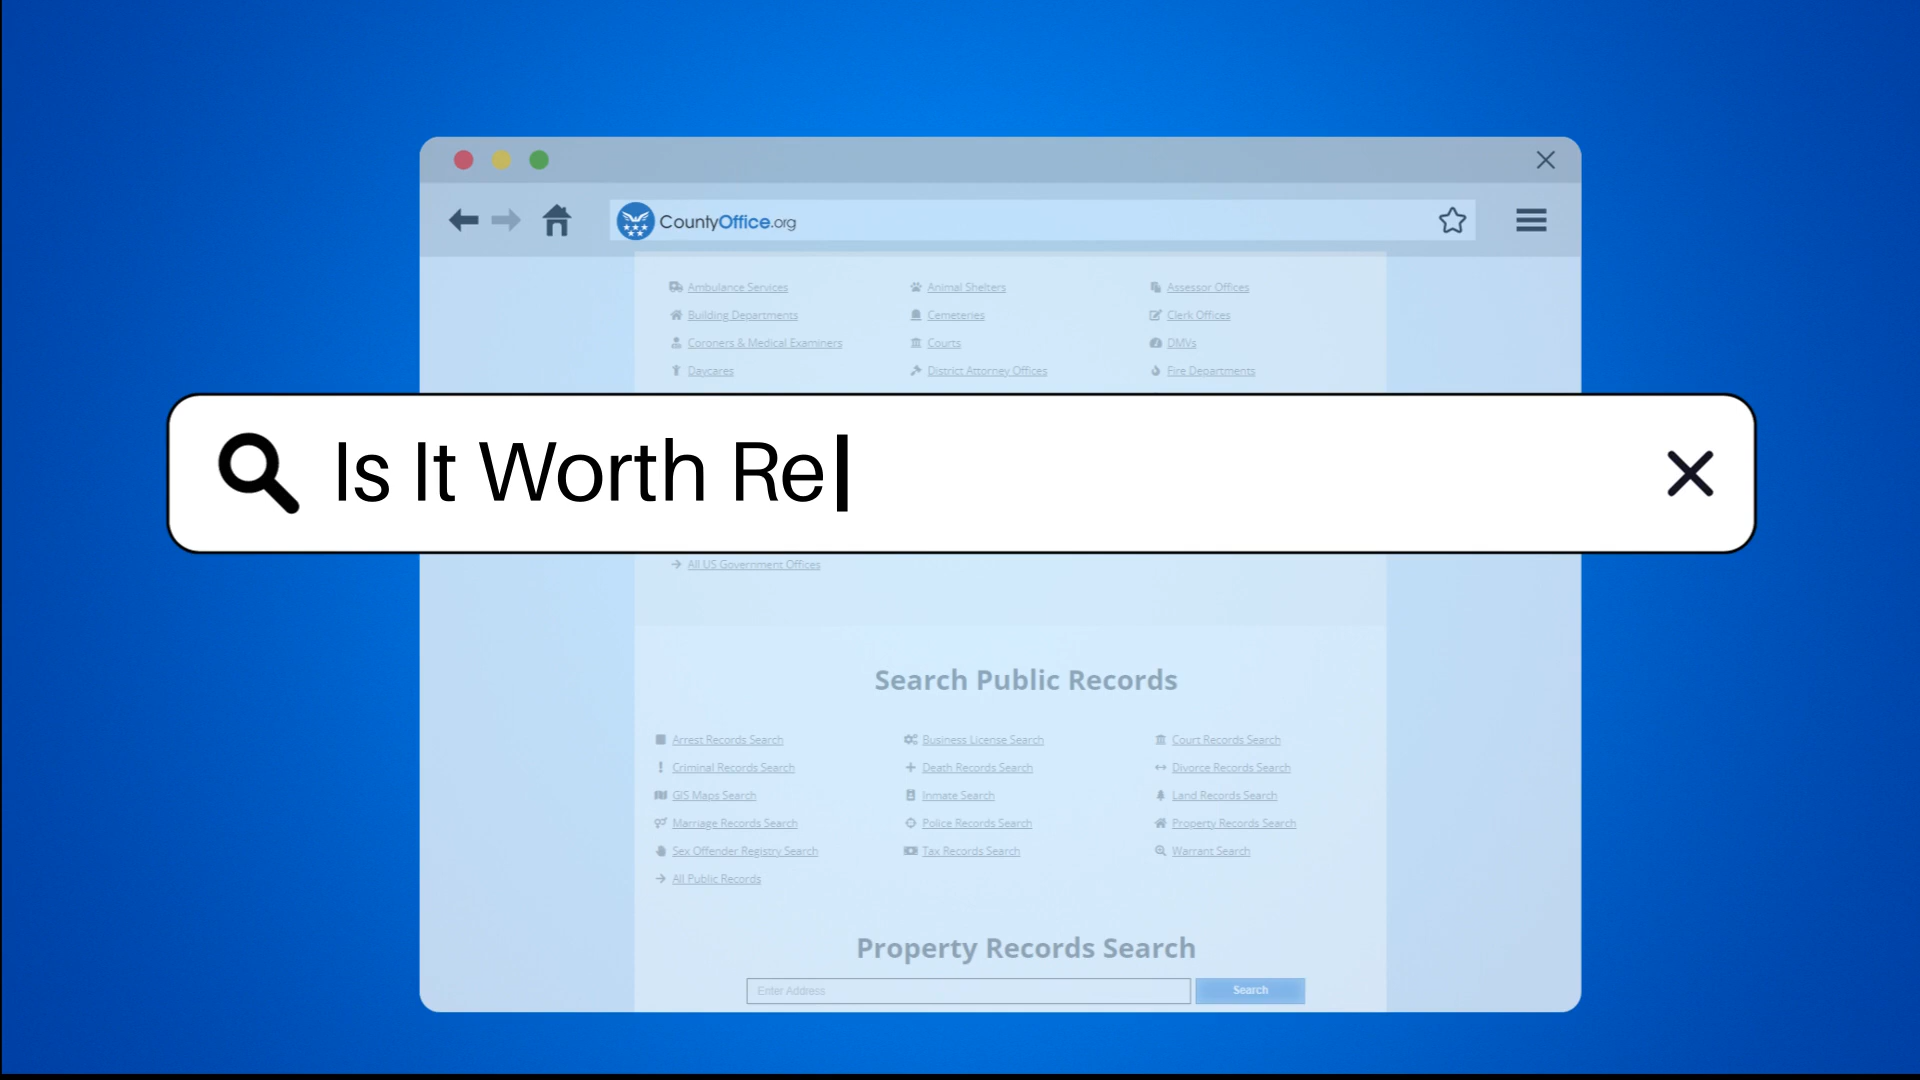 CountyOffice.org
Ambulance Services Animal Shelters Assessor Offices
Building Departments Cemeteries Clerk Offices
Coroners & Medical Examiners Courts DMVs
Daycares District Attorney Offices Fire Departments
Is It Worth Re
All US Government Offices
Search Public Records
Arrest Records Search Business License Search Court Records Search
Criminal Records Search Death Records Search Divorce Records Search
GIS Maps Search Inmate Search Land Records Search
Marriage Records Search Police Records Search Property Records Search
Sex Offender Registry Search Tax Records Search Warrant Search
All Public Records
Property Records Search
Enter Address Search